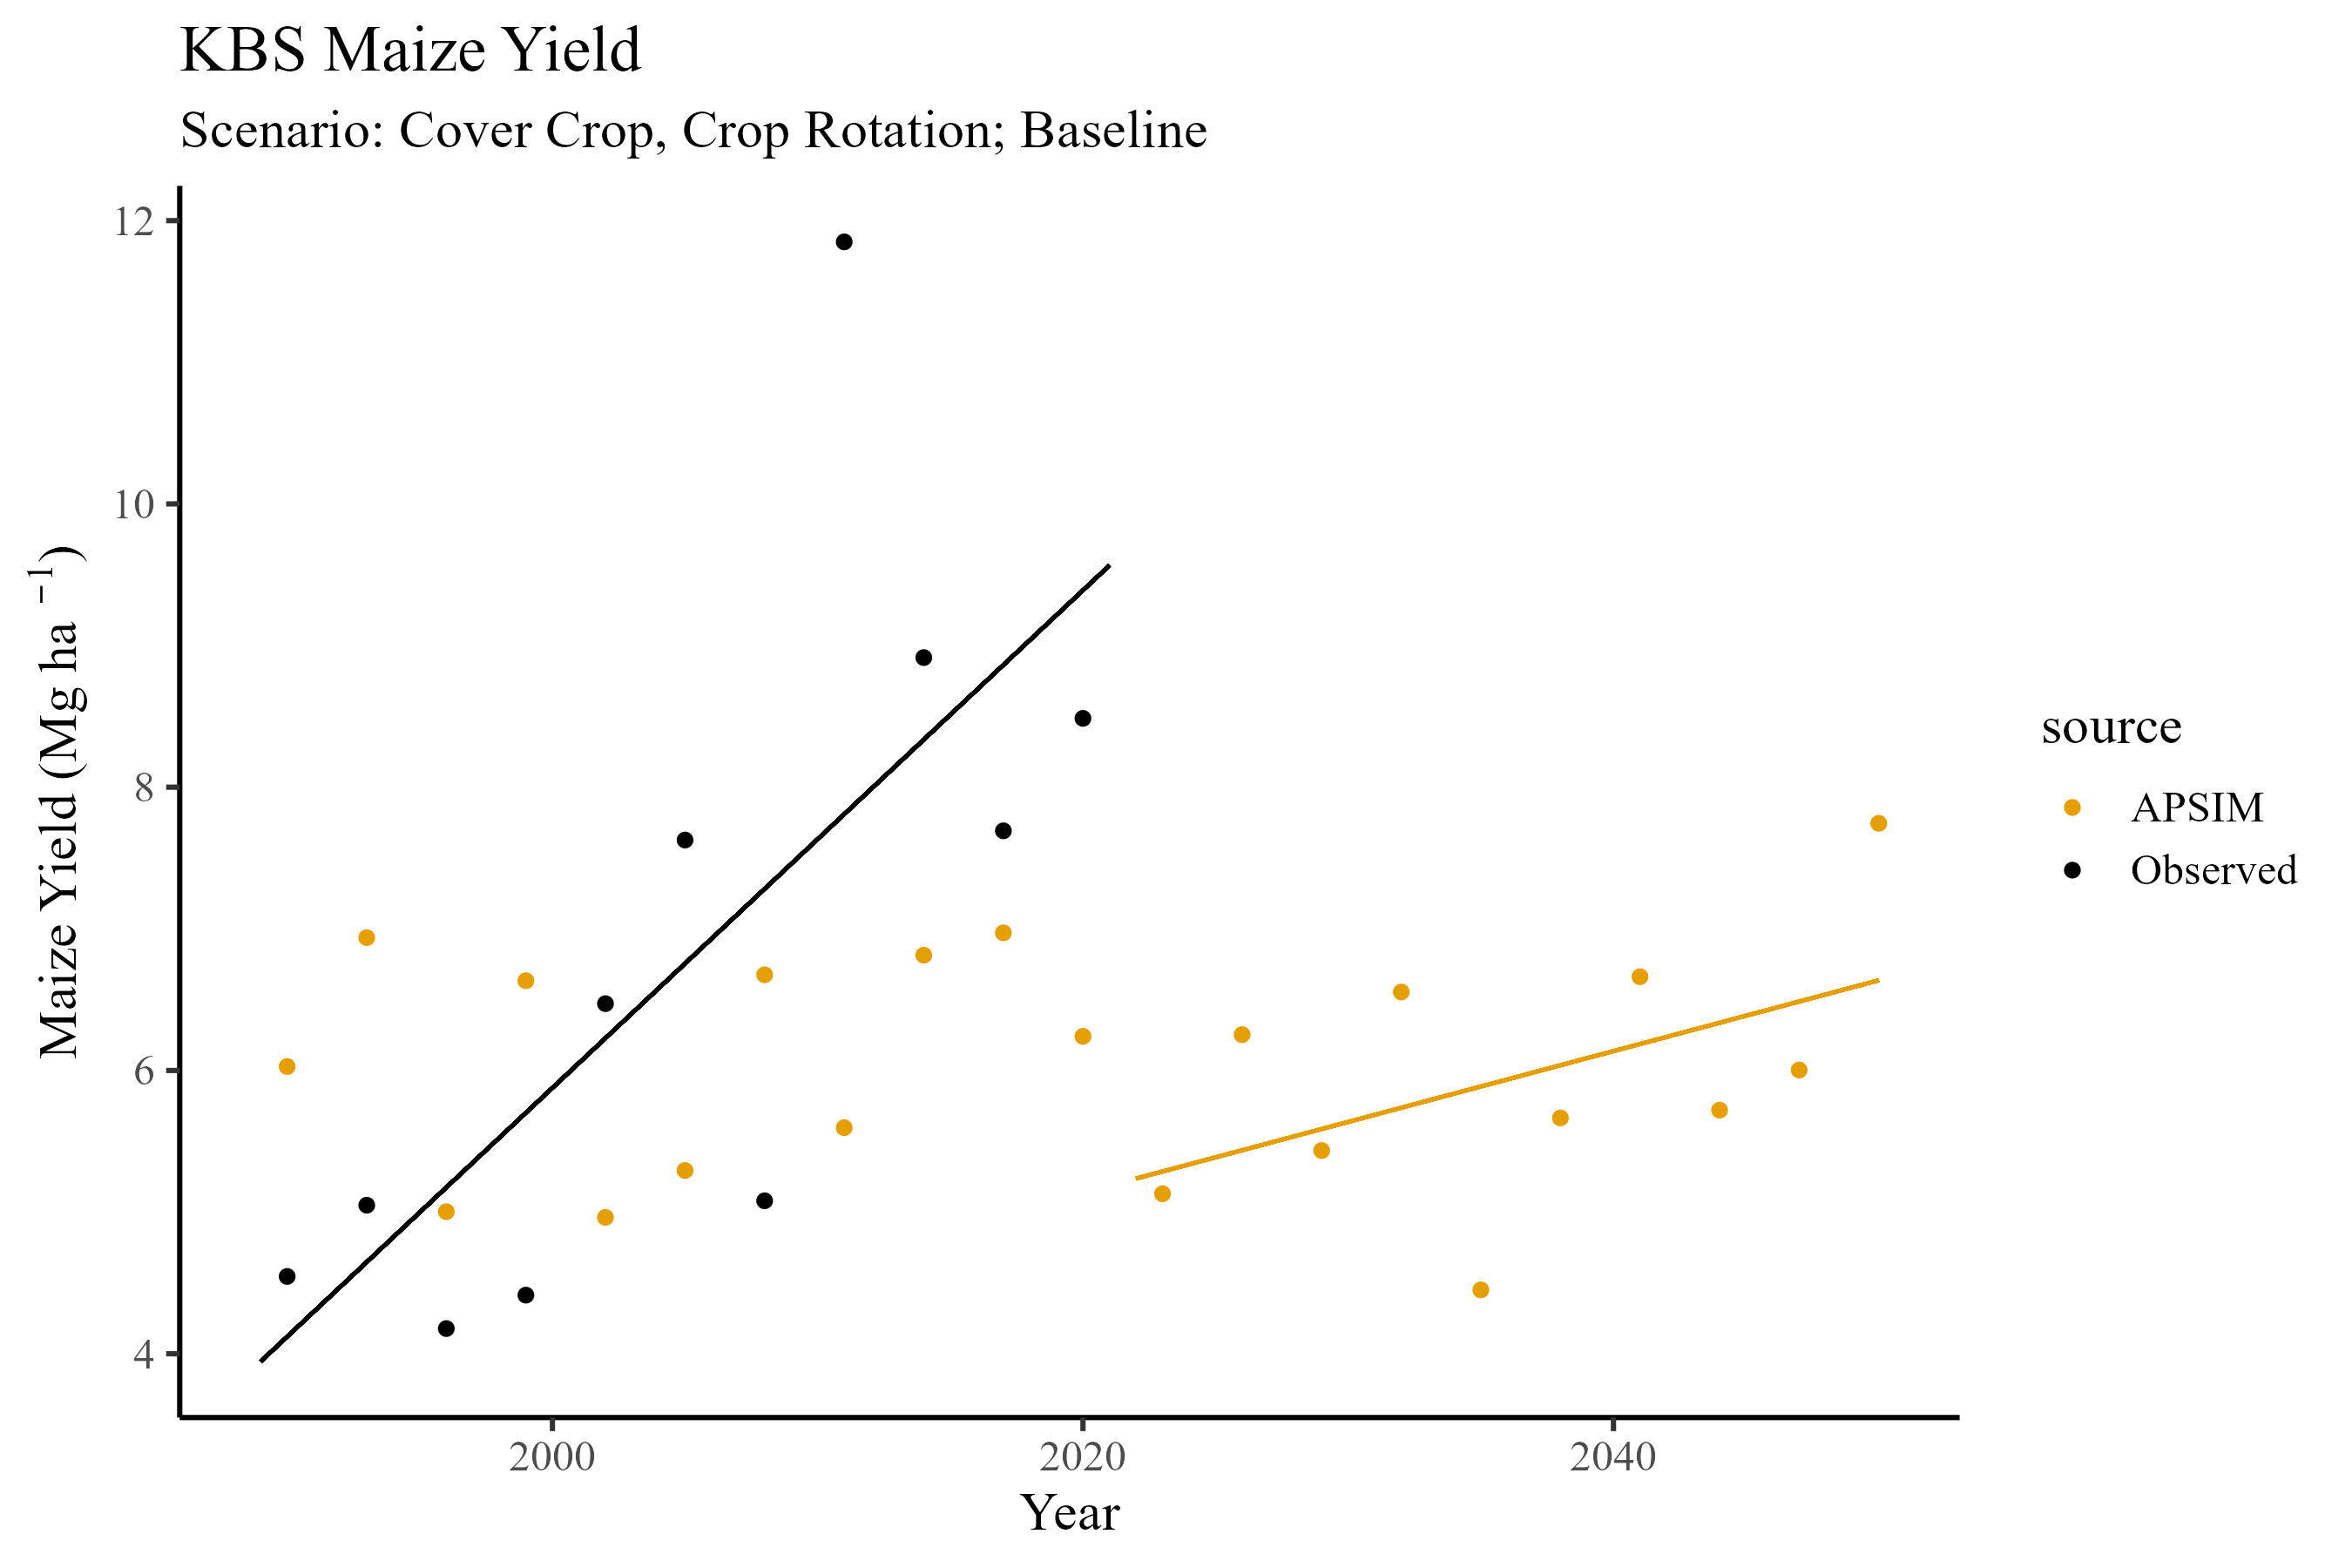 KBS Maize Yield
Scenario: Cover Crop, Crop Rotation; Baseline
12
10
8
6
4
Maize Yield (Mg ha ⁻¹)
2000
2020
2040
Year
source
APSIM
Observed